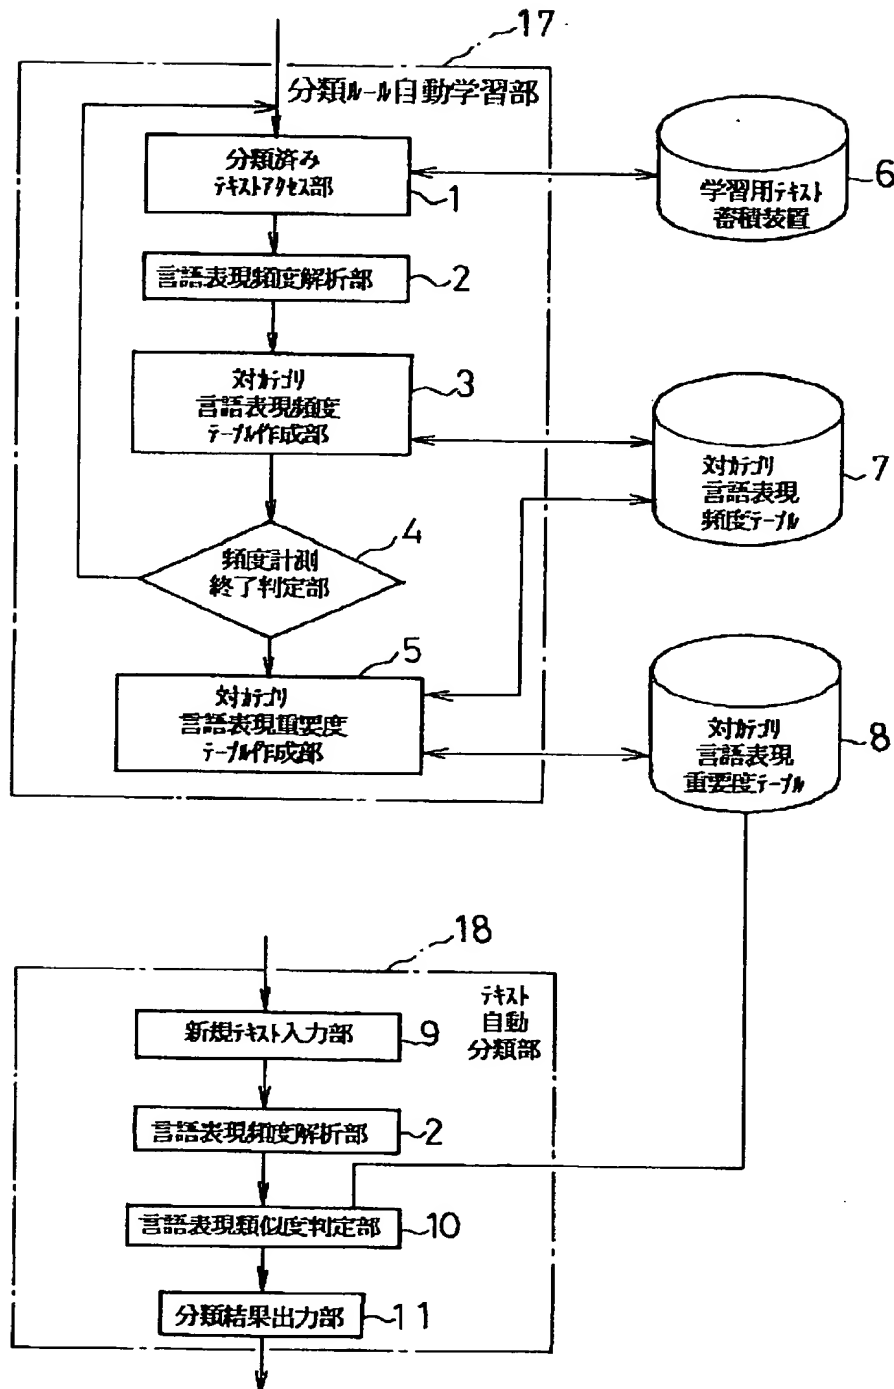 17
分類ルール自動学習部
分類済み
テキストアクセス部
1
学習用テキスト
蓄積装置
6
言語表現頻度解析部
2
対カテゴリ
言語表現頻度
テーブル作成部
3
対カテゴリ
言語表現
頻度テーブル
7
頻度計測
終了判定部
4
対カテゴリ
言語表現重要度
テーブル作成部
5
対カテゴリ
言語表現
重要度テーブル
8
18
テキスト
自動
分類部
新規テキスト入力部
9
言語表現頻度解析部
2
言語表現類似度判定部
10
分類結果出力部
11